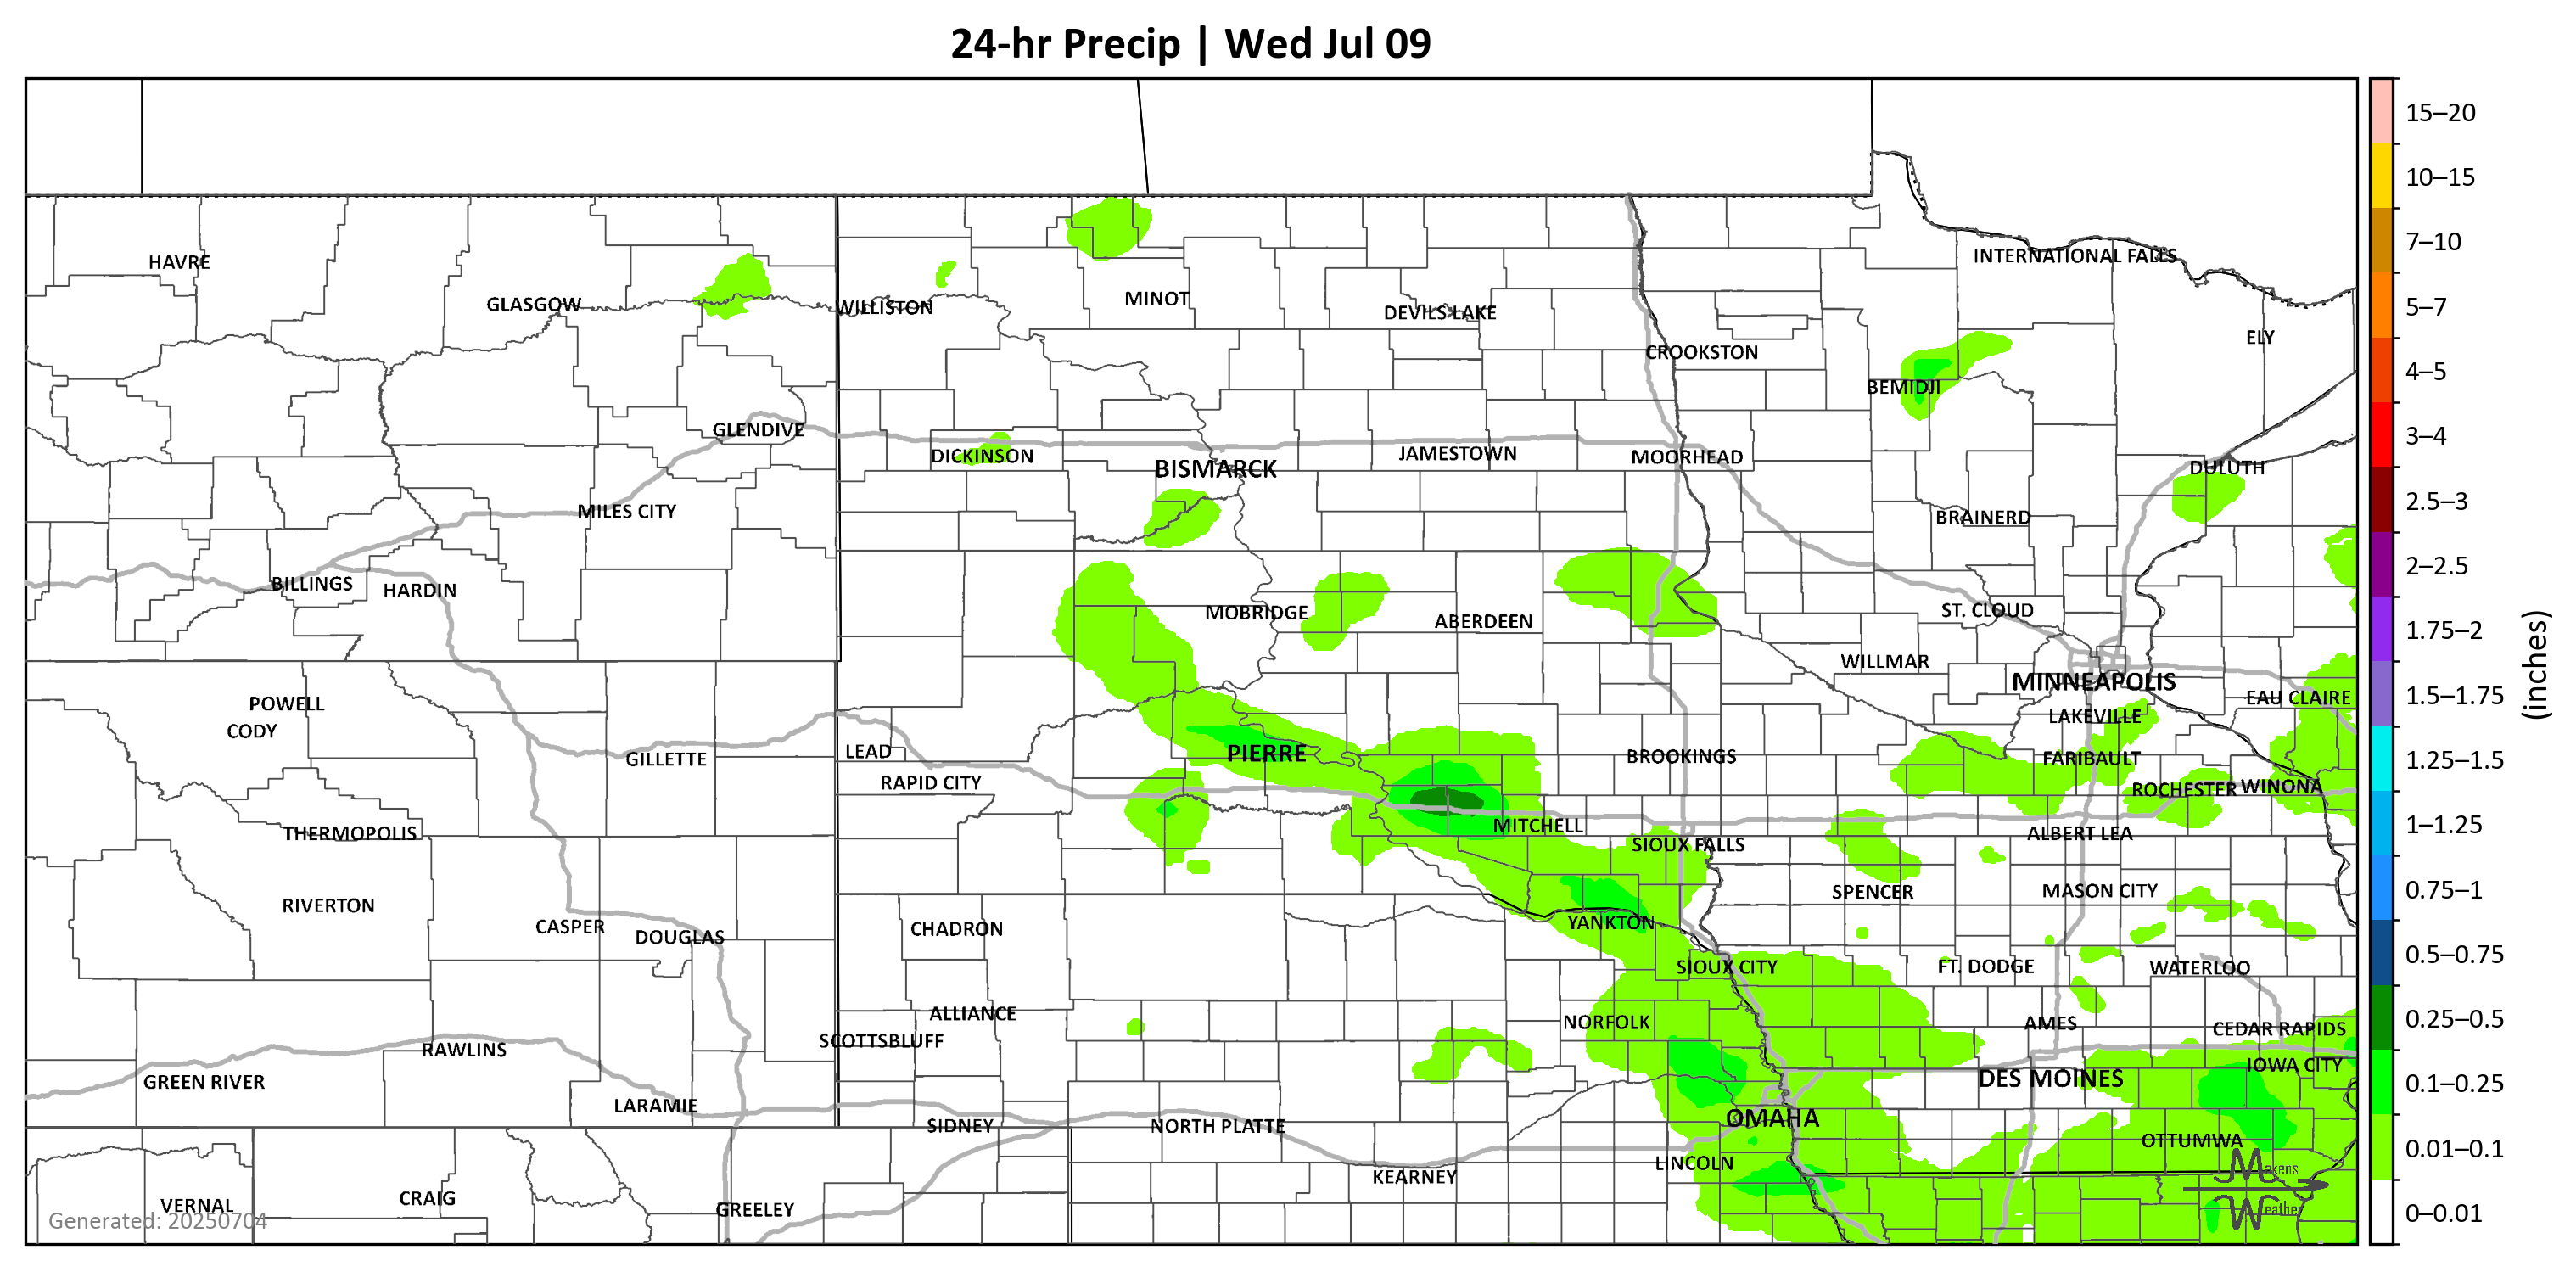 24-hr Precip | Wed Jul 09
15–20
10–15
7–10
5–7
4–5
3–4
2.5–3
2–2.5
1.75–2
1.5–1.75
1.25–1.5
1–1.25
0.75–1
0.5–0.75
0.25–0.5
0.1–0.25
0.01–0.1
0–0.01
(inches)
HAVRE
INTERNATIONAL FALLS
GLASGOW
WILLISTON
MINOT
DEVILS LAKE
ELY
CROOKSTON
BEMIDJI
GLENDIVE
DICKINSON
BISMARCK
JAMESTOWN
MOORHEAD
DULUTH
MILES CITY
BRAINERD
BILLINGS
HARDIN
MOBRIDGE
ABERDEEN
ST. CLOUD
WILLMAR
MINNEAPOLIS
POWELL
EAU CLAIRE
CODY
LAKEVILLE
GILLETTE
LEAD
PIERRE
BROOKINGS
FARIBAULT
RAPID CITY
ROCHESTER
WINONA
THERMOPOLIS
MITCHELL
ALBERT LEA
SIOUX FALLS
RIVERTON
SPENCER
MASON CITY
CASPER
DOUGLAS
CHADRON
YANKTON
SIOUX CITY
FT. DODGE
WATERLOO
ALLIANCE
NORFOLK
AMES
CEDAR RAPIDS
SCOTTSBLUFF
RAWLINS
IOWA CITY
GREEN RIVER
DES MOINES
LARAMIE
SIDNEY
NORTH PLATTE
OMAHA
OTTUMWA
LINCOLN
KEARNEY
VERNAL
CRAIG
GREELEY
Generated: 20250704
Makens
Weather